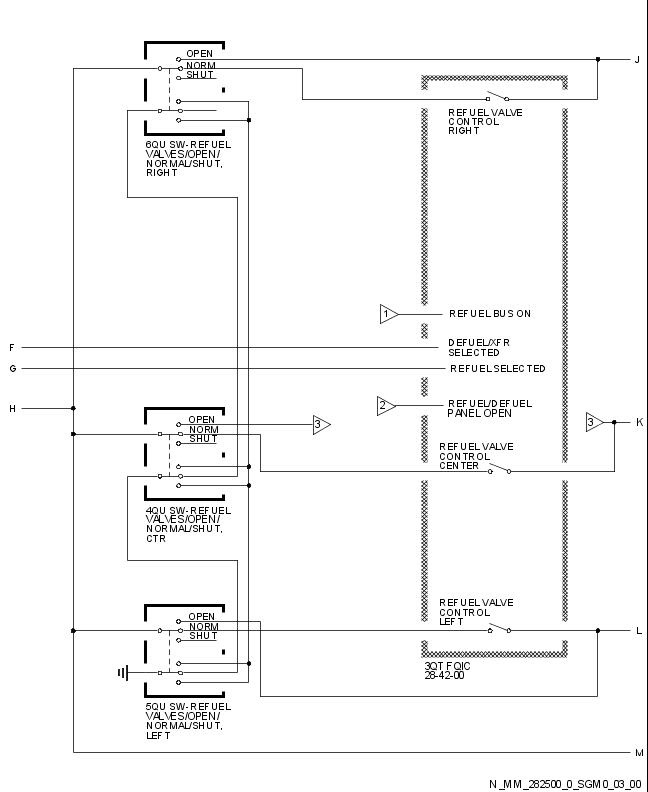 OPEN
NORM
SHUT
J
REFUEL VALVE
CONTROL
RIGHT
6QU SW-REFUEL
VALVES/OPEN/
NORMAL/SHUT,
RIGHT
1
REFUEL BUS ON
F
DEFUEL/XFR
SELECTED
G
REFUEL SELECTED
H
2
REFUEL/DEFUEL
PANEL OPEN
OPEN
NORM
SHUT
3
3
K
REFUEL VALVE
CONTROL
CENTER
4QU SW-REFUEL
VALVES/OPEN/
NORMAL/SHUT,
CTR
OPEN
NORM
SHUT
REFUEL VALVE
CONTROL
LEFT
L
3QT FQIC
28-42-00
5QU SW-REFUEL
VALVES/OPEN/
NORMAL/SHUT,
LEFT
M
N_MM_282500_0_SGM0_03_00